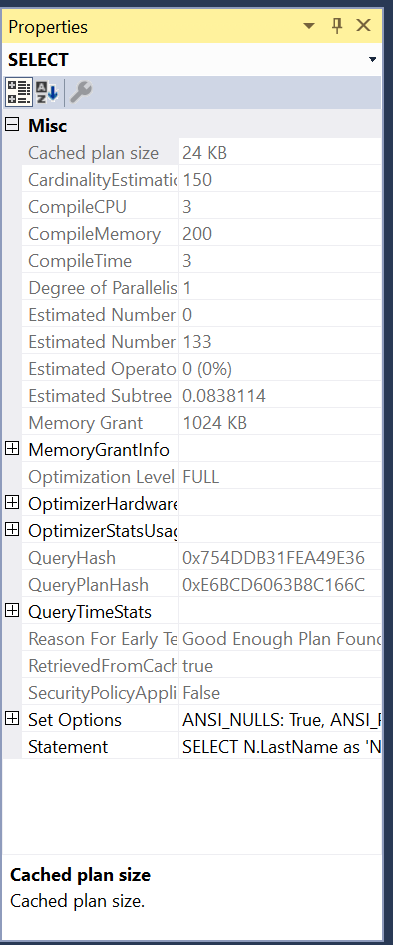 Properties
SELECT
Misc
Cached plan size 24 KB
CardinalityEstimatic 150
CompileCPU 3
CompileMemory 200
CompileTime 3
Degree of Parallelis 1
Estimated Number 0
Estimated Number 133
Estimated Operato 0 (0%)
Estimated Subtree 0.0838114
Memory Grant 1024 KB
MemoryGrantInfo
Optimization Level FULL
OptimizerHardware
OptimizerStatsUsag
QueryHash 0x754DDB31FEA49E36
QueryPlanHash 0xE6BCD6063B8C166C
QueryTimeStats
Reason For Early Te Good Enough Plan Found
RetrievedFromCach true
SecurityPolicyAppli False
Set Options ANSI_NULLS: True, ANSI_P
Statement SELECT N.LastName as 'N
Cached plan size
Cached plan size.